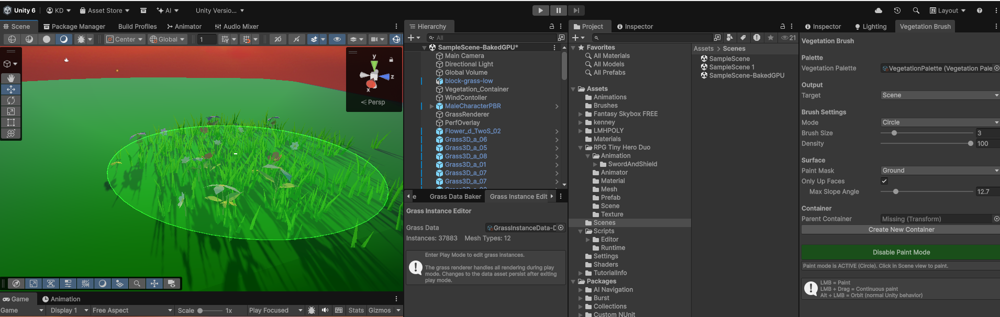 Unity 6
KD
Asset Store
AI
Unity Versio...
Layout
Scene
Package Manager
Build Profiles
Animator
Audio Mixer
Center
Global
1
2D
y
z
x
< Persp
Game
Animation
Game
Display 1
Free Aspect
Scale
1x
Play Focused
Stats
Gizmos
Hierarchy
All
SampleScene-BakedGPU*
Main Camera
Directional Light
Global Volume
block-grass-low
Vegetation_Container
WindContoller
MaleCharacterPBR
GrassRenderer
PerfOverlay
Flower_d_TwoS_02
Grass3D_a_06
Grass3D_a_05
Grass3D_a_08
Grass3D_a_01
Grass3D_a_07
Grass3D_a_07
e
Grass Data Baker
Grass Instance Edit
Grass Instance Editor
Grass Data
GrassInstanceData-D
Instances: 37883 Mesh Types: 12
Enter Play Mode to edit grass instances.
The grass renderer handles all rendering during play
mode. Changes to the data asset persist after exiting
play mode.
Project
Inspector
21
Favorites
All Materials
All Models
All Prefabs
Assets
Animations
Brushes
Fantasy Skybox FREE
kenney
LMHPOLY
Materials
RPG Tiny Hero Duo
Animation
SwordAndShield
Animator
Material
Mesh
Prefab
Scene
Texture
Scenes
Scripts
Editor
Runtime
Settings
Shaders
TutorialInfo
Packages
AI Navigation
Burst
Collections
Custom NUnit
Assets > Scenes
SampleScene
SampleScene 1
SampleScene-BakedGPU
Inspector
Lighting
Vegetation Brush
Vegetation Brush
Palette
Vegetation Palette
VegetationPalette (Vegetation Pale
Output
Target
Scene
Brush Settings
Mode
Circle
Brush Size
3
Density
100
Surface
Paint Mask
Ground
Only Up Faces
Max Slope Angle
12.7
Container
Parent Container
Missing (Transform)
Create New Container
Disable Paint Mode
Paint mode is ACTIVE (Circle). Click in Scene view to paint.
LMB = Paint
LMB + Drag = Continuous paint
Alt + LMB = Orbit (normal Unity behavior)